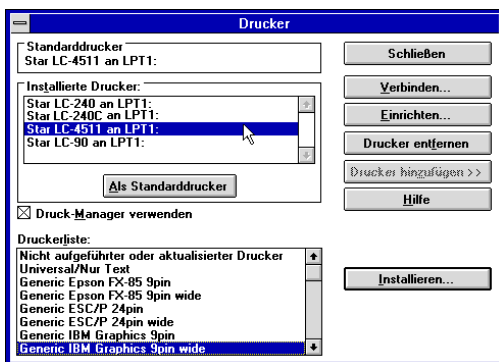 Drucker
Standarddrucker
Star LC-4511 an LPT1:
Installierte Drucker:
Star LC-240 an LPT1:
Star LC-240C an LPT1:
Star LC-4511 an LPT1:
Star LC-90 an LPT1:
Als Standarddrucker
Druck-Manager verwenden
Druckerliste:
Nicht aufgeführter oder aktualisierter Drucker
Universal/Nur Text
Generic Epson FX-85 9pin
Generic Epson FX-85 9pin wide
Generic ESC/P 24pin
Generic ESC/P 24pin wide
Generic IBM Graphics 9pin
Generic IBM Graphics 9pin wide
Schließen
Verbinden...
Einrichten...
Drucker entfernen
Drucker hinzufügen >>
Hilfe
Installieren...